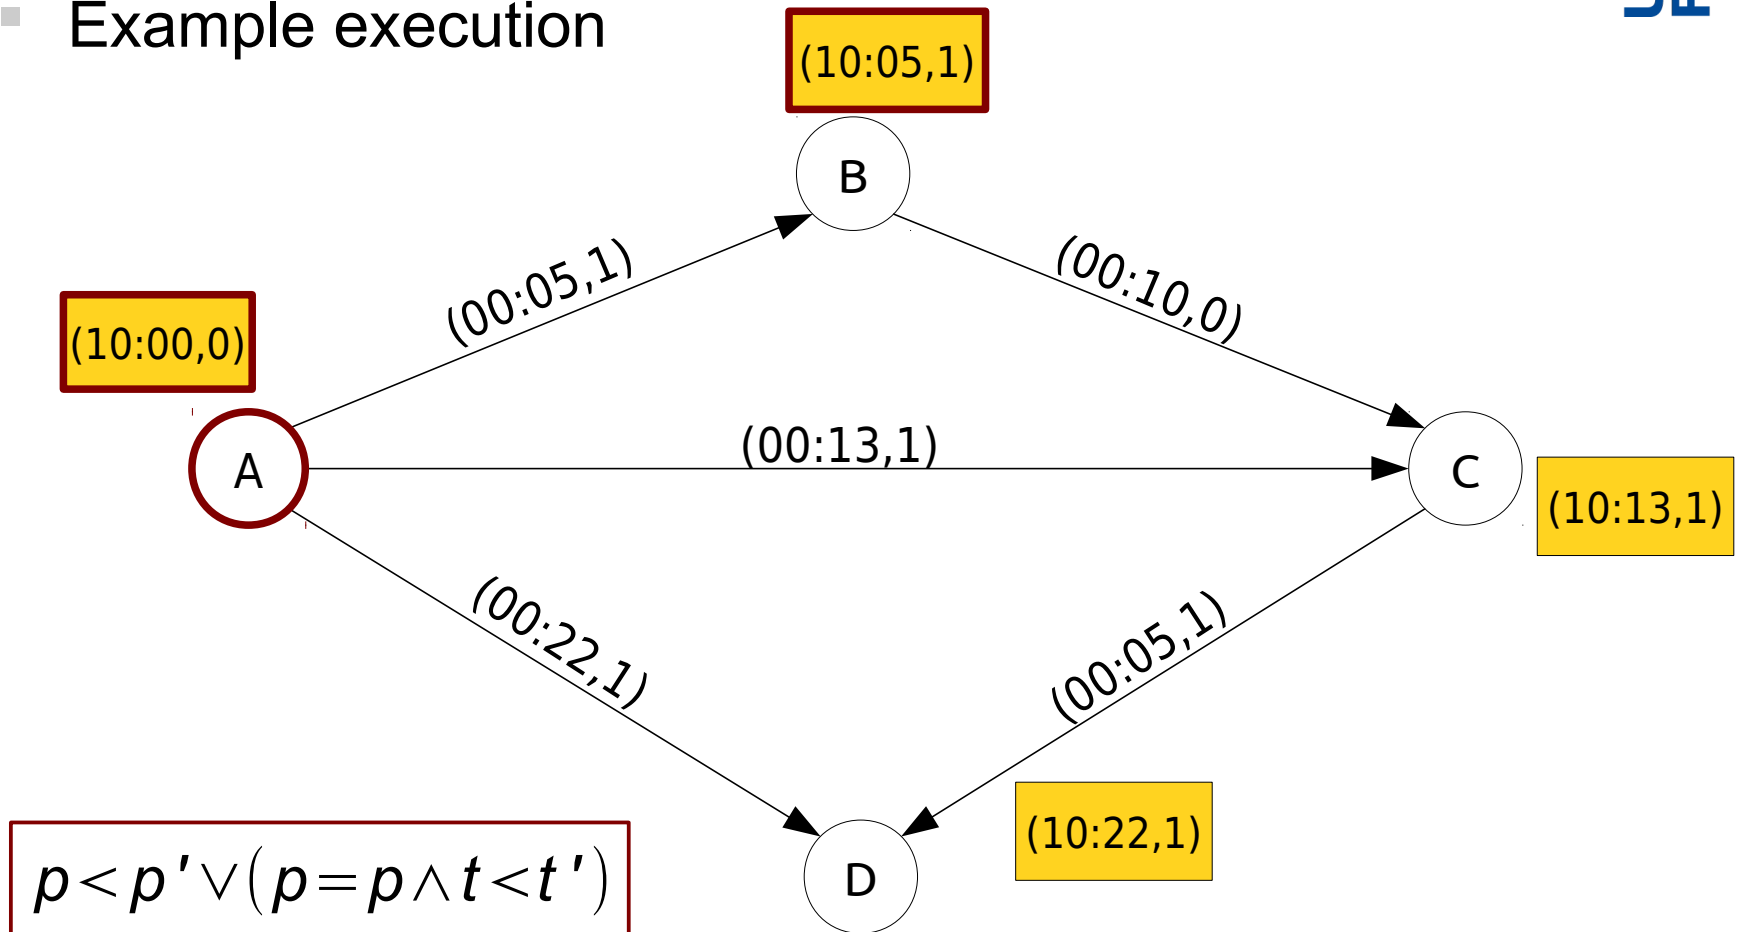 Example execution
(10:05,1)
B
(00:05,1)
(00:10,0)
(10:00,0)
(00:13,1)
A
C
(10:13,1)
(00:22,1)
(00:05,1)
(10:22,1)
D
p<p'∨(p=p∧t<t')